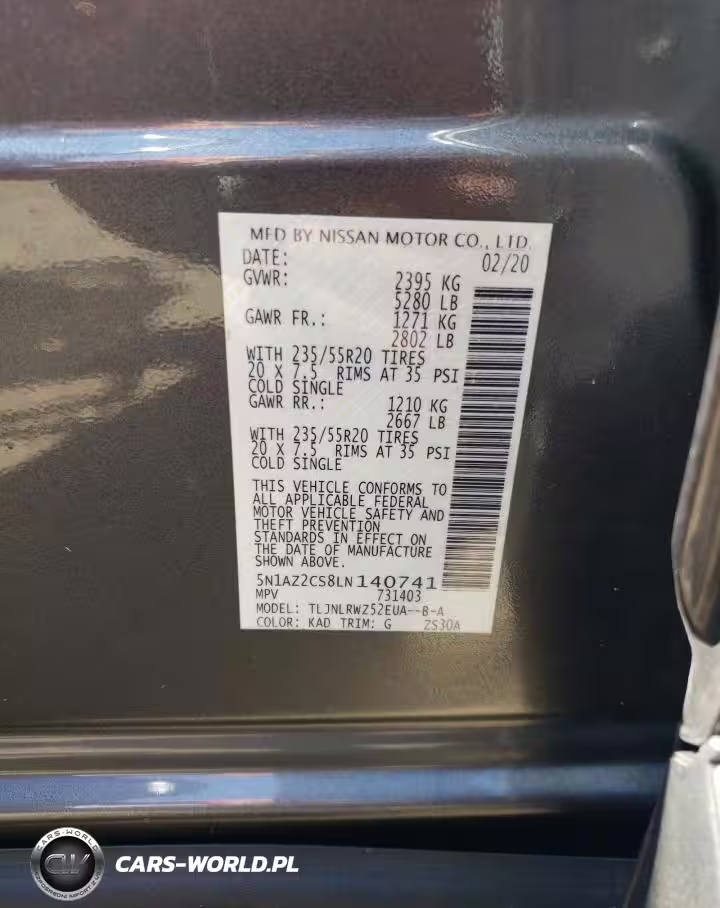 MFD BY NISSAN MOTOR CO., LTD.
DATE: 02/20
GVWR: 2395 KG
5280 LB
GAWR FR.: 1271 KG
2802 LB
WITH 235/55R20 TIRES
20 X 7.5 RIMS AT 35 PSI
COLD SINGLE
GAWR RR.: 1210 KG
2667 LB
WITH 235/55R20 TIRES
20 X 7.5 RIMS AT 35 PSI
COLD SINGLE
THIS VEHICLE CONFORMS TO
ALL APPLICABLE FEDERAL
MOTOR VEHICLE SAFETY AND
THEFT PREVENTION
STANDARDS IN EFFECT ON
THE DATE OF MANUFACTURE
SHOWN ABOVE.
5N1AZ2CS8LN140741
MPV 731403
MODEL: TLJNLRWZ52EUA--B-A
COLOR: KAD TRIM: G ZS30A
CARS-WORLD
CARS-WORLD.PL